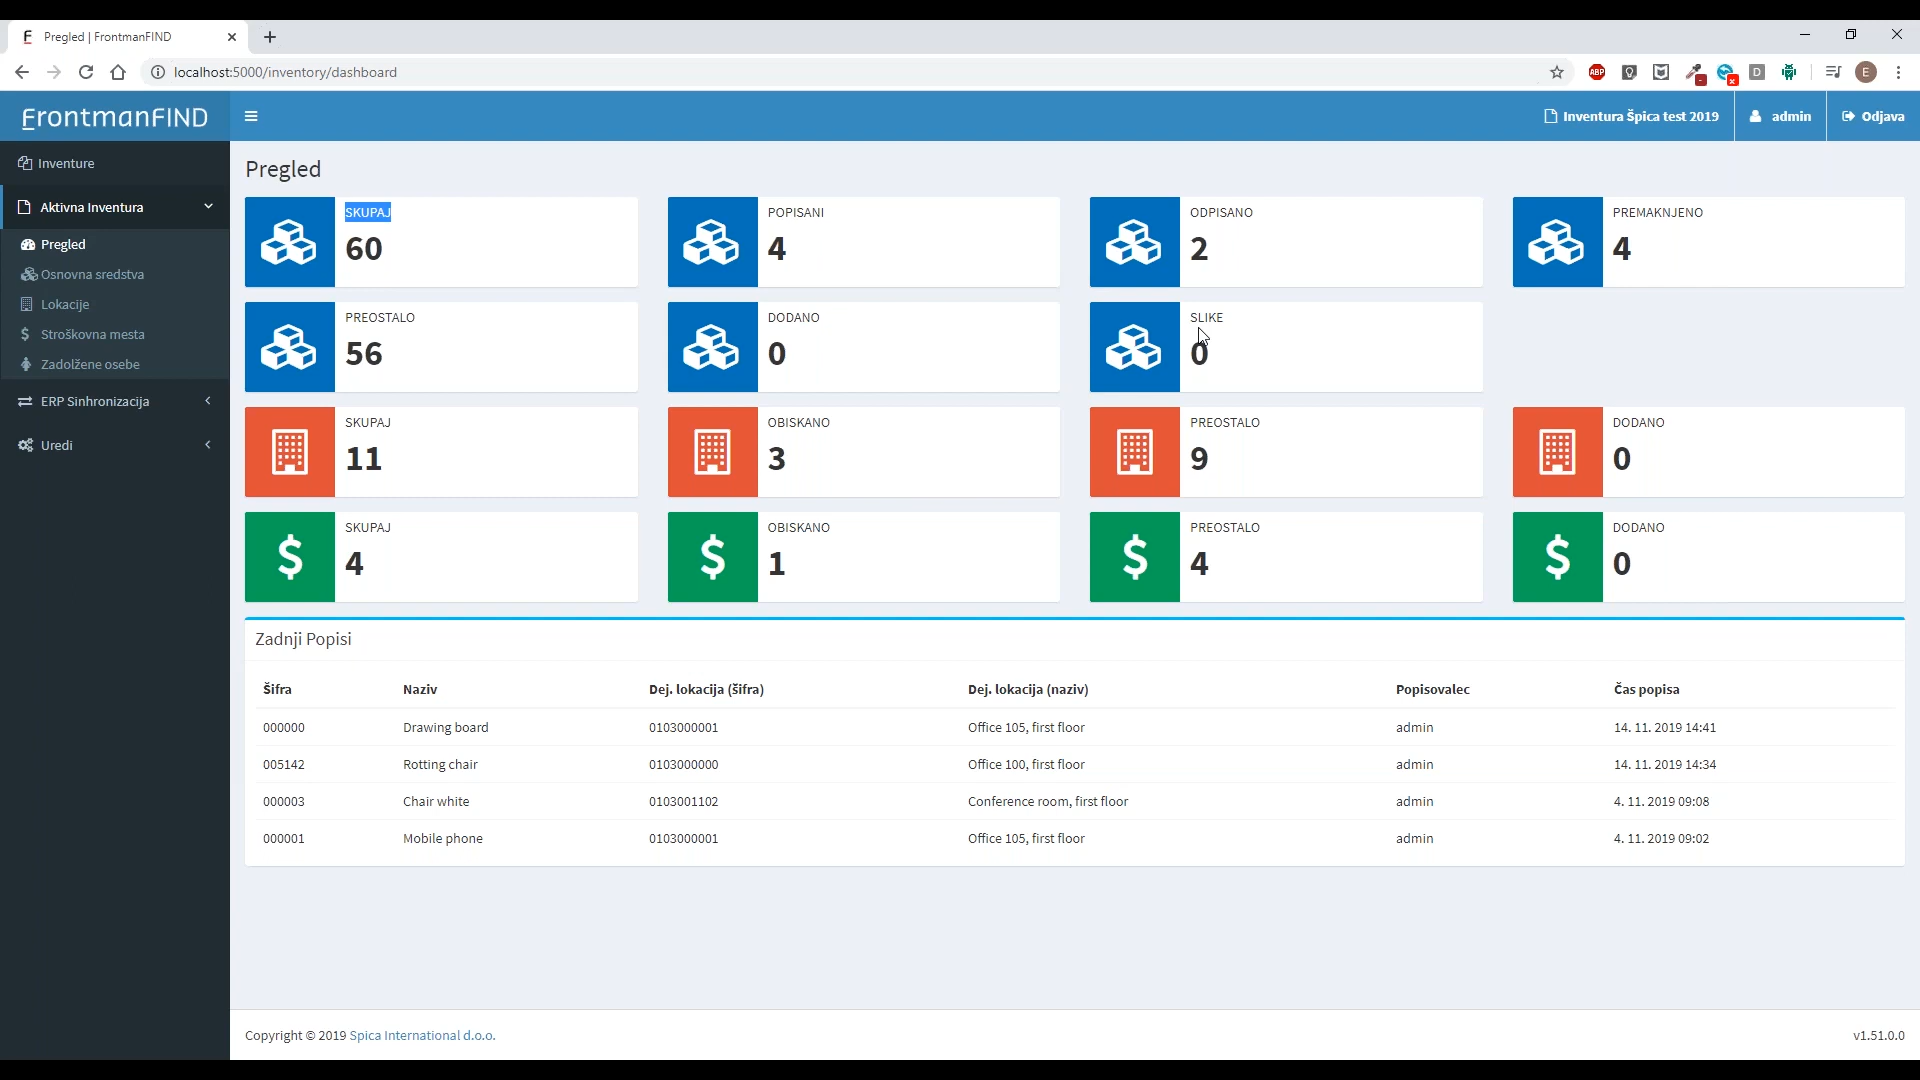 Pregled | FrontmanFIND
localhost:5000/inventory/dashboard
ABP
D
E
FrontmanFIND
Inventura Špica test 2019
admin
Odjava
Inventure
Aktivna Inventura
Pregled
Osnovna sredstva
Lokacije
Stroškovna mesta
Zadolžene osebe
ERP Sinhronizacija
Uredi
Pregled
SKUPAJ
60
POPISANI
4
ODPISANO
2
PREMAKNJENO
4
PREOSTALO
56
DODANO
0
SLIKE
0
SKUPAJ
11
OBISKANO
3
PREOSTALO
9
DODANO
0
SKUPAJ
4
OBISKANO
1
PREOSTALO
4
DODANO
0
Zadnji Popisi
Šifra Naziv Dej. lokacija (šifra) Dej. lokacija (naziv) Popisovalec Čas popisa
000000 Drawing board 0103000001 Office 105, first floor admin 14. 11. 2019 14:41
005142 Rotting chair 0103000000 Office 100, first floor admin 14. 11. 2019 14:34
000003 Chair white 0103001102 Conference room, first floor admin 4. 11. 2019 09:08
000001 Mobile phone 0103000001 Office 105, first floor admin 4. 11. 2019 09:02
Copyright © 2019 Spica International d.o.o.
v1.51.0.0